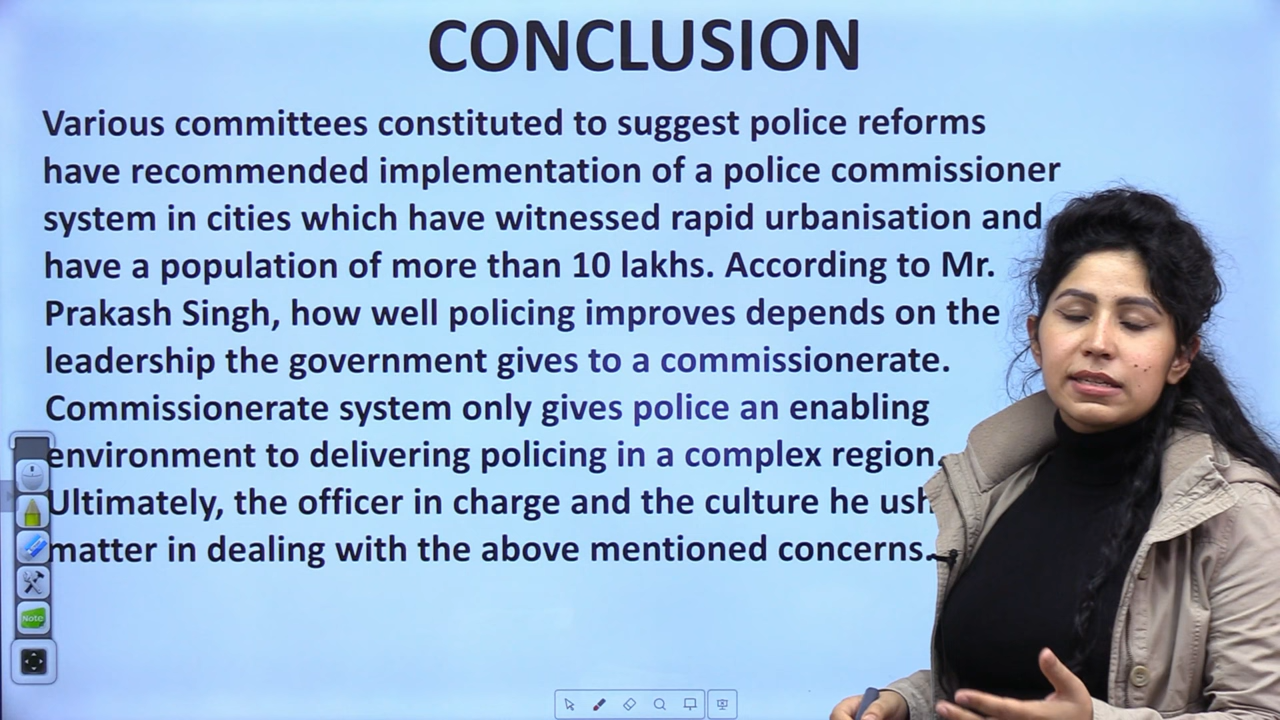 CONCLUSION
Various committees constituted to suggest police reforms
have recommended implementation of a police commissioner
system in cities which have witnessed rapid urbanisation and
have a population of more than 10 lakhs. According to Mr.
Prakash Singh, how well policing improves depends on the
leadership the government gives to a commissionerate.
Commissionerate system only gives police an enabling
environment to delivering policing in a complex region.
Ultimately, the officer in charge and the culture he
matter in dealing with the above mentioned concerns.
Note